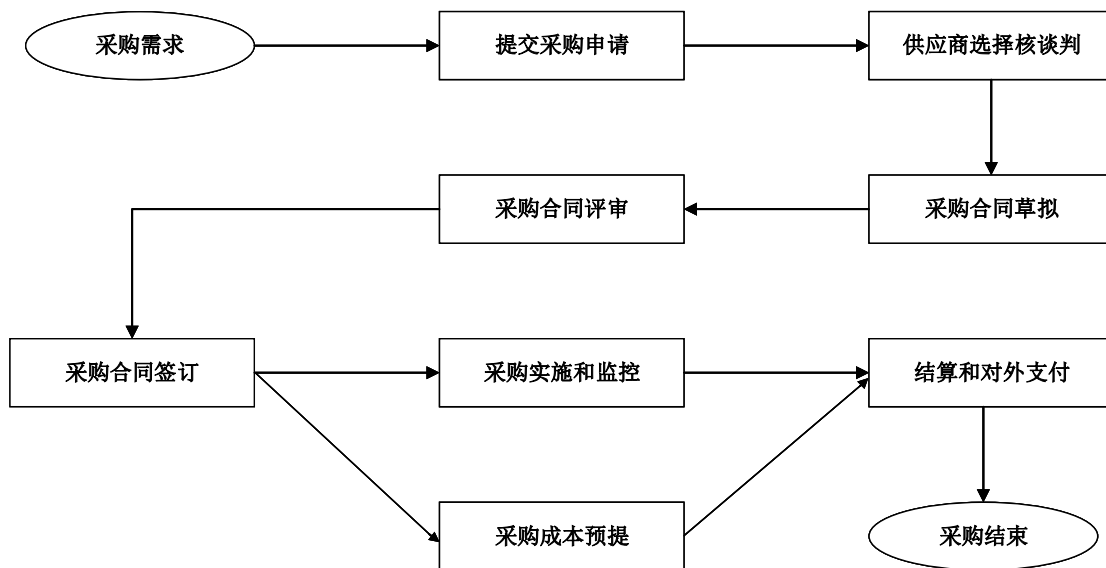 采购需求
提交采购申请
供应商选择核谈判
采购合同草拟
采购合同评审
采购合同签订
采购实施和监控
结算和对外支付
采购成本预提
采购结束